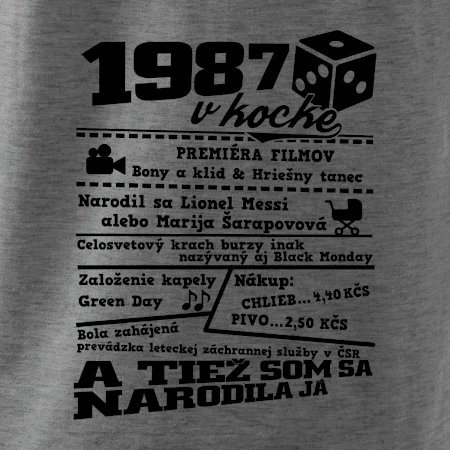 1987
v kocke
PREMIÉRA FILMOV
Bony a klid & Hriešny tanec
Narodil sa Lionel Messi
alebo Marija Šarapovová
Celosvetový krach burzy inak
nazývaný aj Black Monday
Založenie kapely
Green Day
Nákup:
CHLIEB...4,40 KČS
PIVO...2,50 KČS
Bola zahájená
prevádzka leteckej záchrannej služby v ČSR
A TIEŽ SOM SA
NARODILA JA